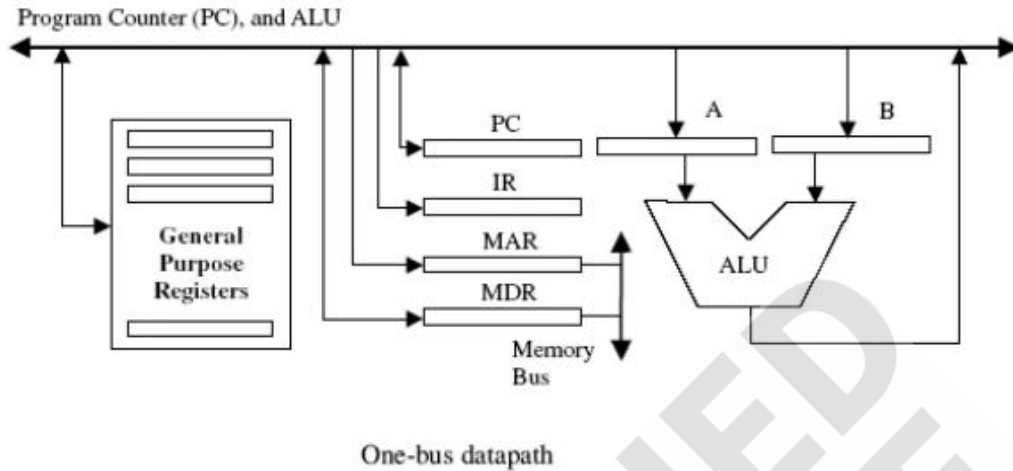 Program Counter (PC), and ALU
A
B
PC
IR
General
Purpose
Registers
MAR
ALU
MDR
Memory
Bus
One-bus datapath